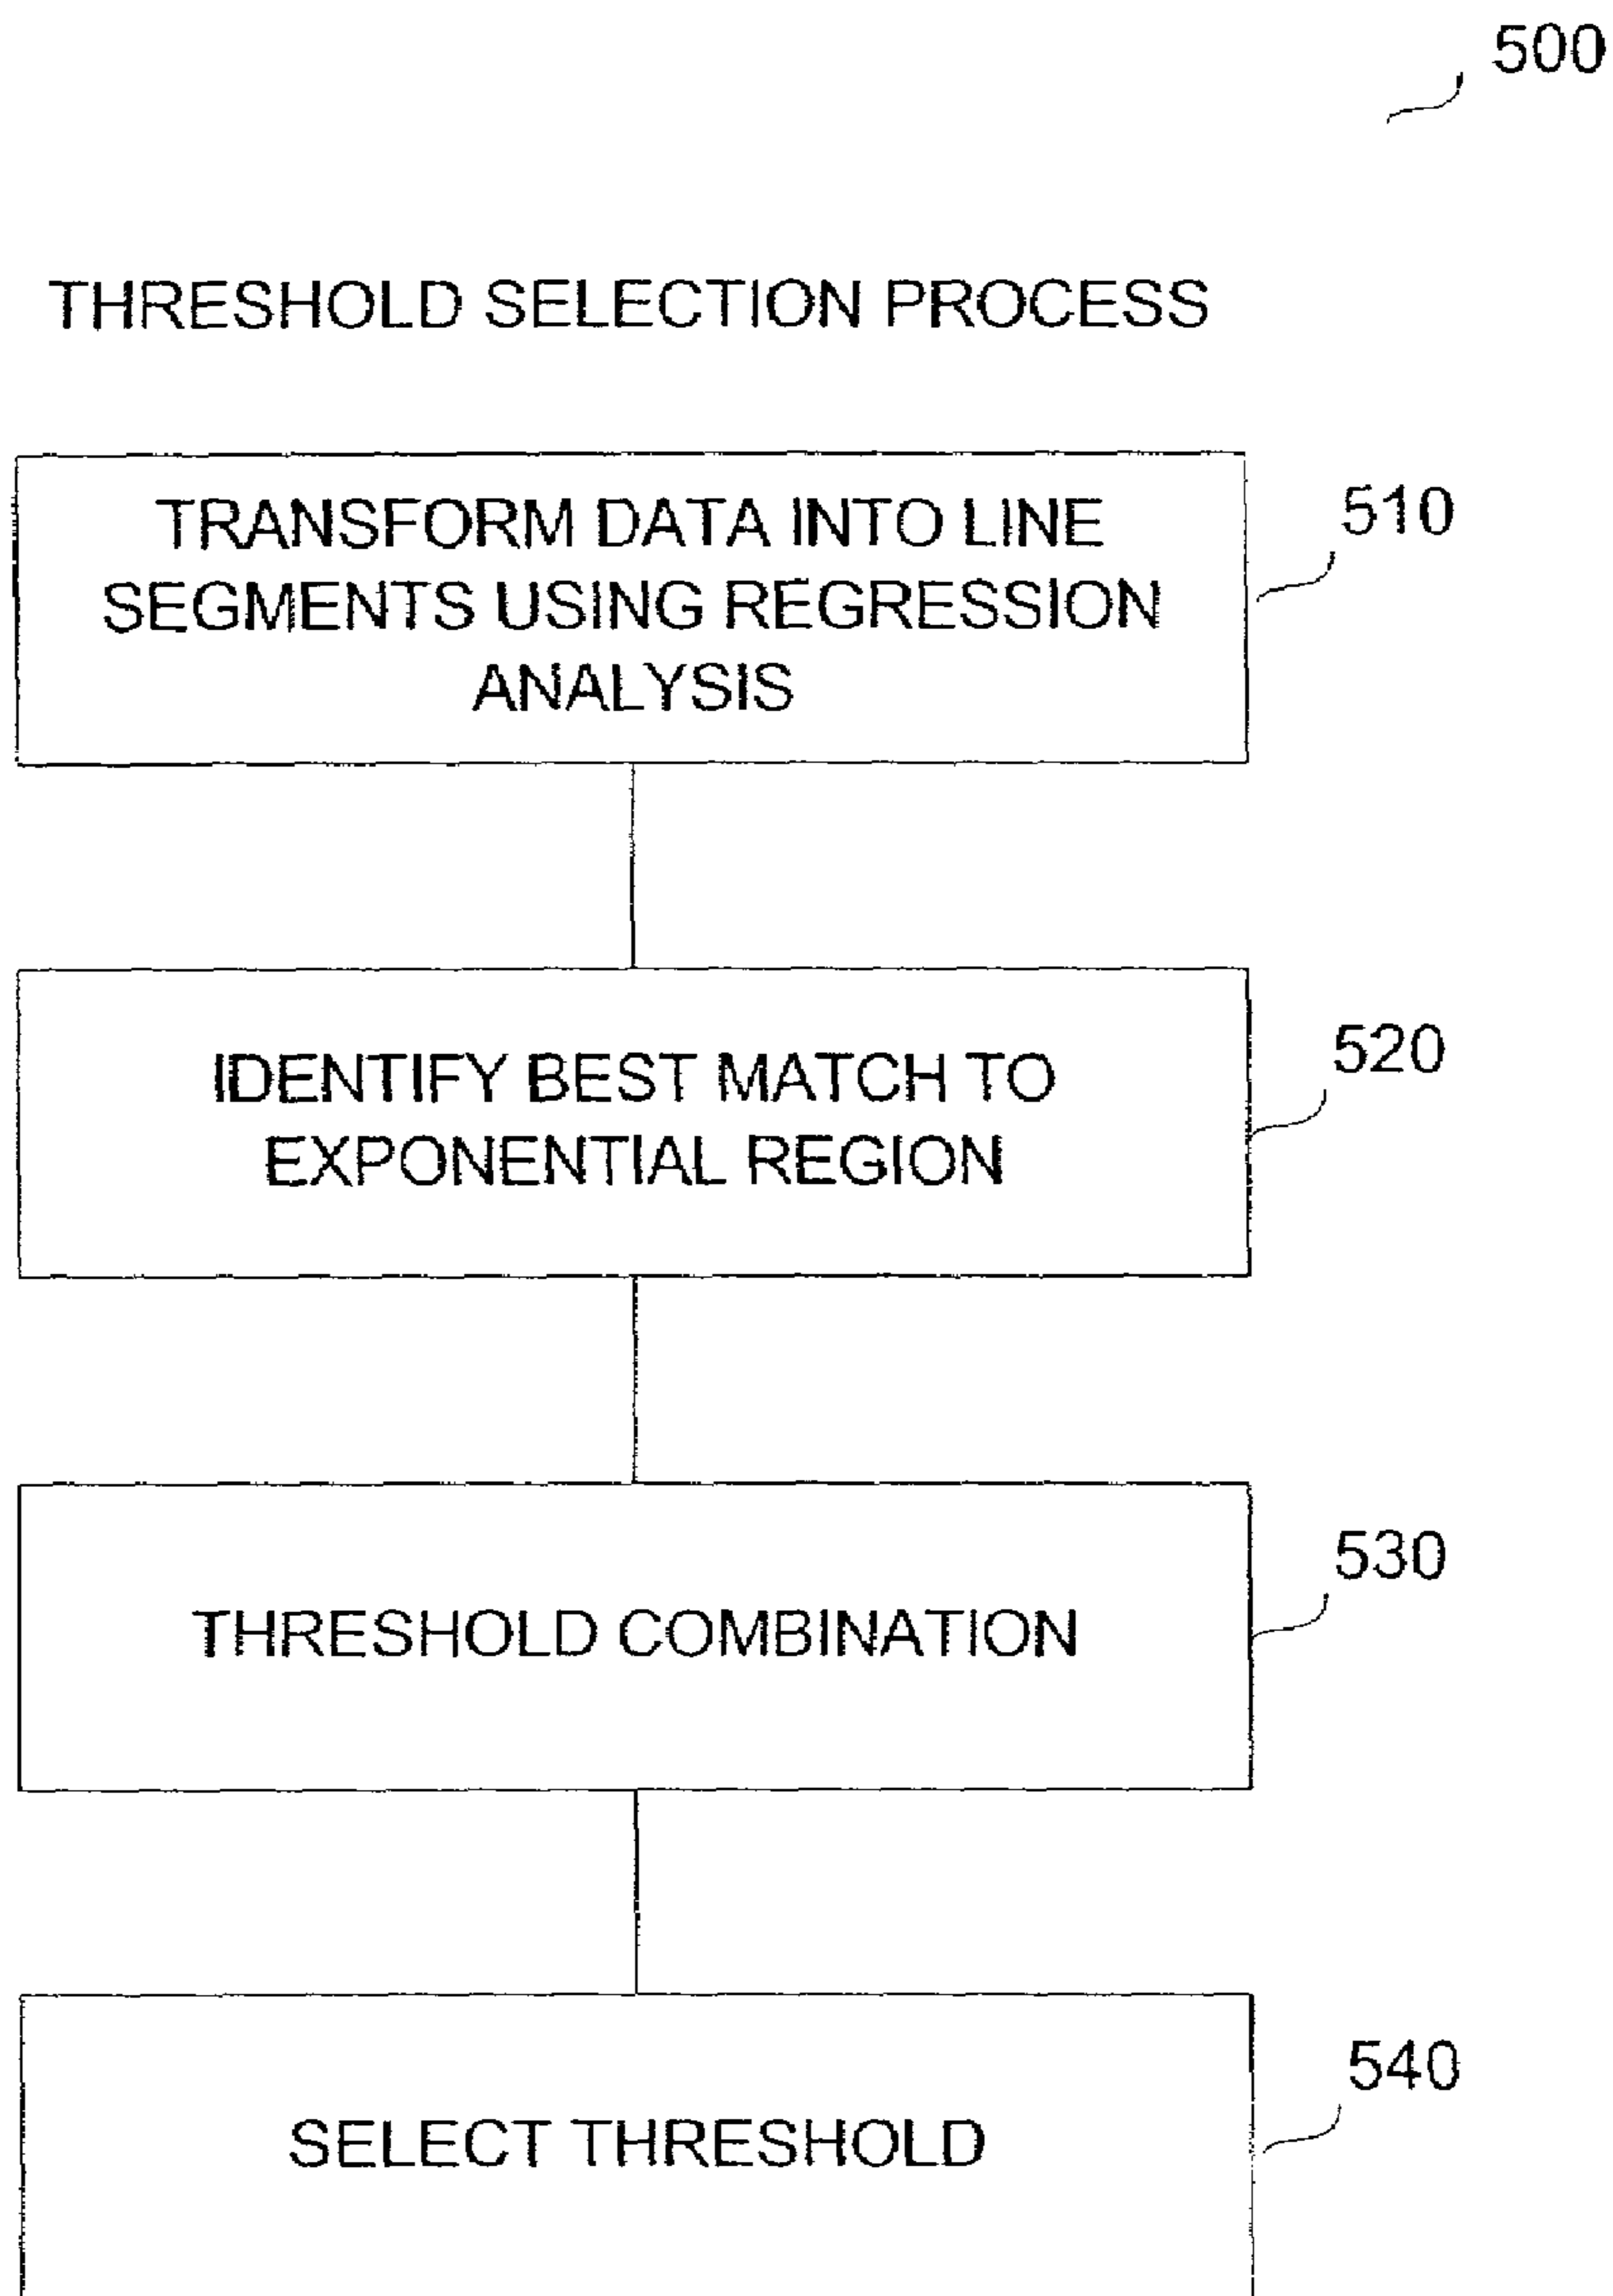 500
THRESHOLD SELECTION PROCESS
TRANSFORM DATA INTO LINE
SEGMENTS USING REGRESSION
ANALYSIS
510
IDENTIFY BEST MATCH TO
EXPONENTIAL REGION
520
THRESHOLD COMBINATION
530
SELECT THRESHOLD
540